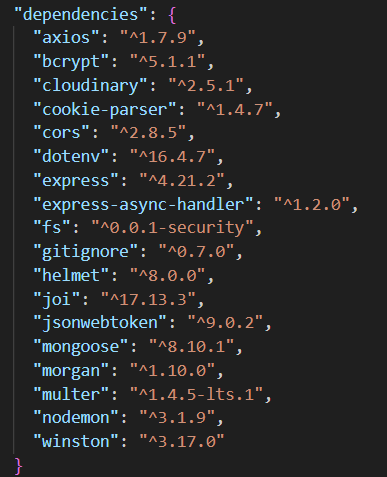 "dependencies": {
"axios": "^1.7.9",
"bcrypt": "^5.1.1",
"cloudinary": "^2.5.1",
"cookie-parser": "^1.4.7",
"cors": "^2.8.5",
"dotenv": "^16.4.7",
"express": "^4.21.2",
"express-async-handler": "^1.2.0",
"fs": "^0.0.1-security",
"gitignore": "^0.7.0",
"helmet": "^8.0.0",
"joi": "^17.13.3",
"jsonwebtoken": "^9.0.2",
"mongoose": "^8.10.1",
"morgan": "^1.10.0",
"multer": "^1.4.5-lts.1",
"nodemon": "^3.1.9",
"winston": "^3.17.0"
}